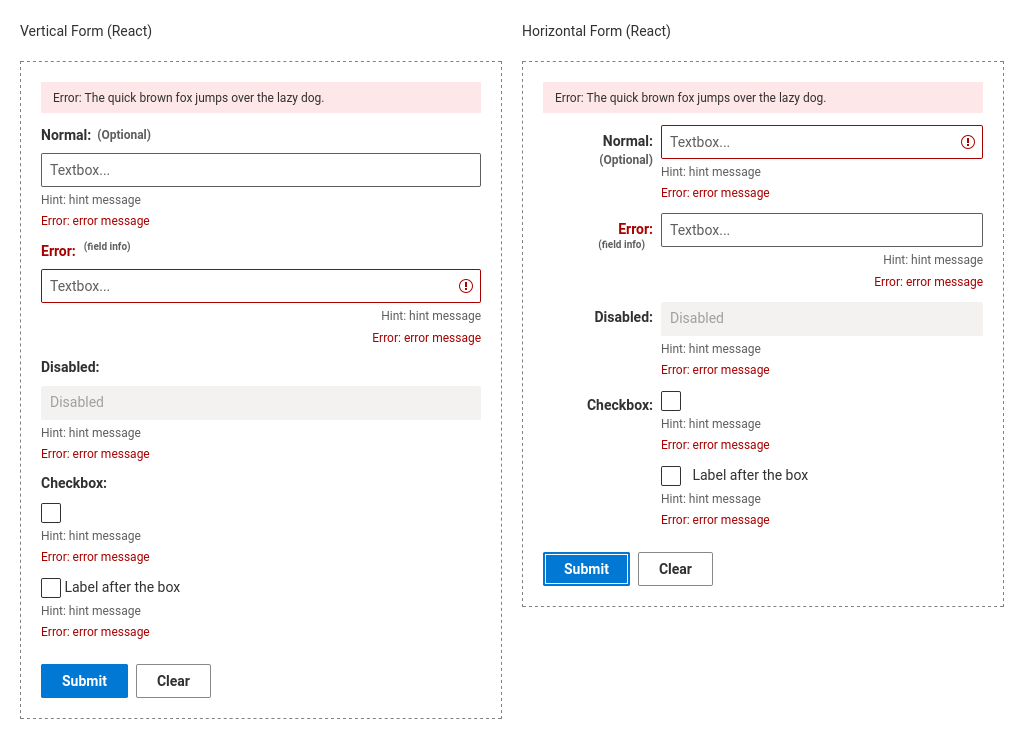 Vertical Form (React)
Error: The quick brown fox jumps over the lazy dog.
Normal: (Optional)
Textbox...
Hint: hint message
Error: error message
Error: (field info)
Textbox...
Hint: hint message
Error: error message
Disabled:
Disabled
Hint: hint message
Error: error message
Checkbox:
Hint: hint message
Error: error message
Label after the box
Hint: hint message
Error: error message
Submit Clear
Horizontal Form (React)
Error: The quick brown fox jumps over the lazy dog.
Normal: Textbox...
(Optional)
Hint: hint message
Error: error message
Error: Textbox...
(field info)
Hint: hint message
Error: error message
Disabled: Disabled
Hint: hint message
Error: error message
Checkbox:
Hint: hint message
Error: error message
Label after the box
Hint: hint message
Error: error message
Submit Clear